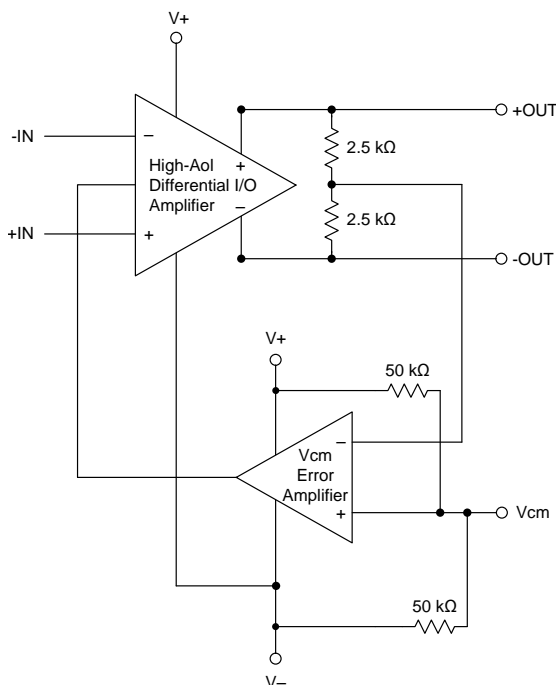 V+
-IN
High-Aol
Differential I/O
Amplifier
+IN
−
+
+
−
+OUT
2.5 kΩ
2.5 kΩ
-OUT
V+
50 kΩ
Vcm
Error
Amplifier
−
+
Vcm
50 kΩ
V−